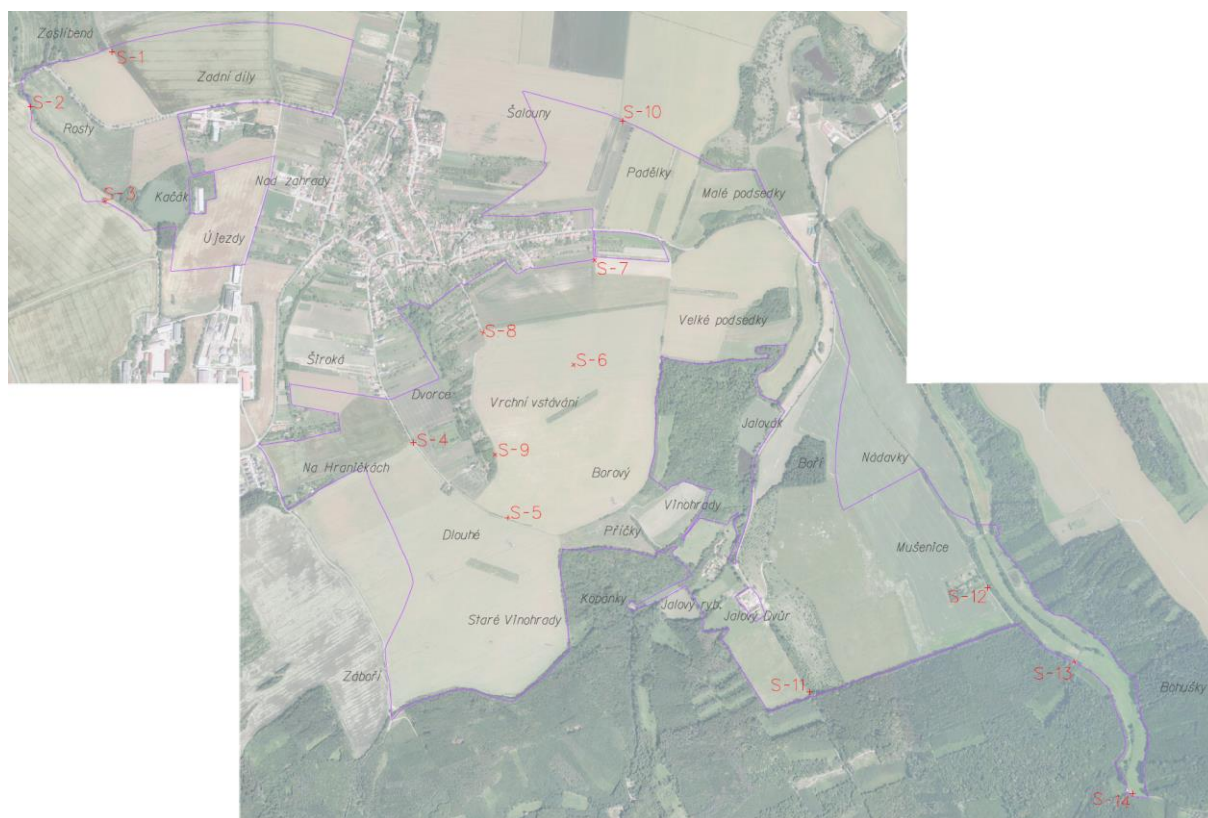 Zaslíbená
S-1
Zadní díly
S-2
Rosty
Šalouny
S-10
Padělky
Malé podsedky
Nad zahrady
Kačák
S-3
Újezdy
S-7
Velké podsedky
S-8
Široká
S-6
Dvorce
Vrchní vstávání
Jalovák
S-4
S-9
Na Hraničkách
Borový
Boří
Nádavky
Vlnohrady
S-5
Příčky
Dlouhé
Mušenice
Kopánky
S-12
Jalový ryb.
Jalový Dvůr
Staré Vlnohrady
Záboří
S-13
Bohušky
S-11
S-14